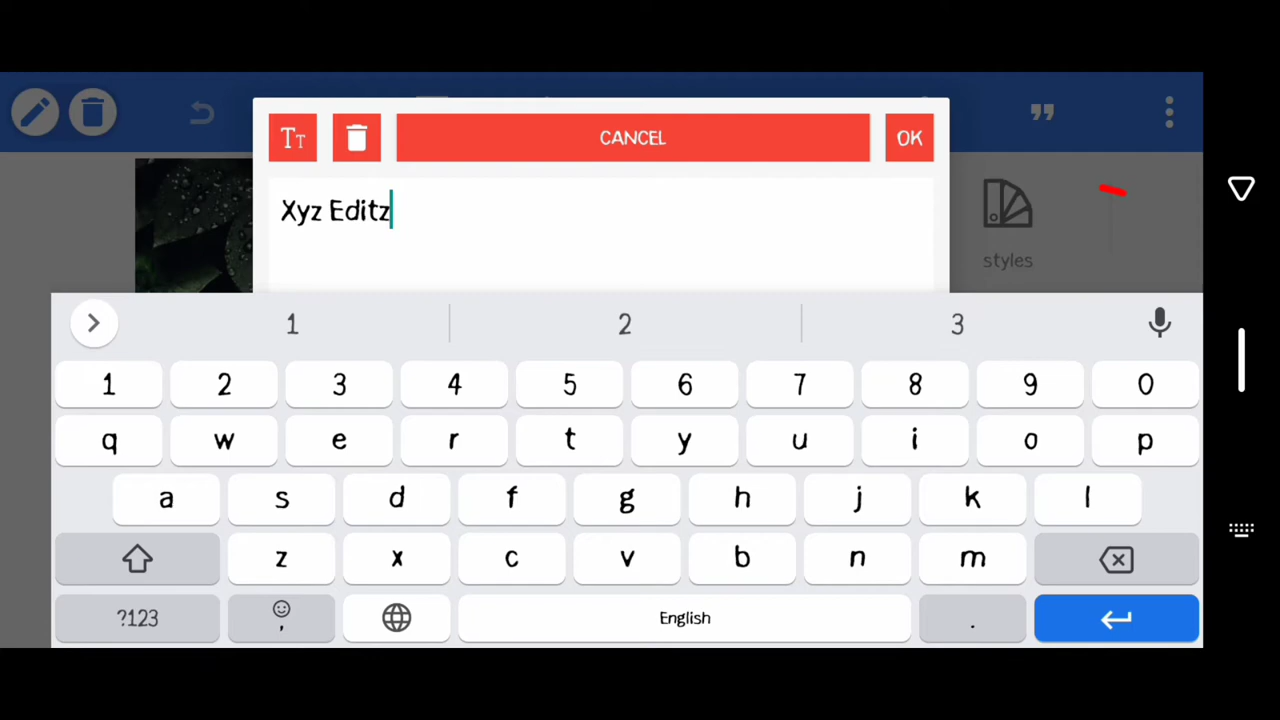 Tт CANCEL OK
Xyz Editz
styles
1 2 3
1 2 3 4 5 6 7 8 9 0
q w e r t y u i o p
a s d f g h j k l
z x c v b n m
?123 , English .